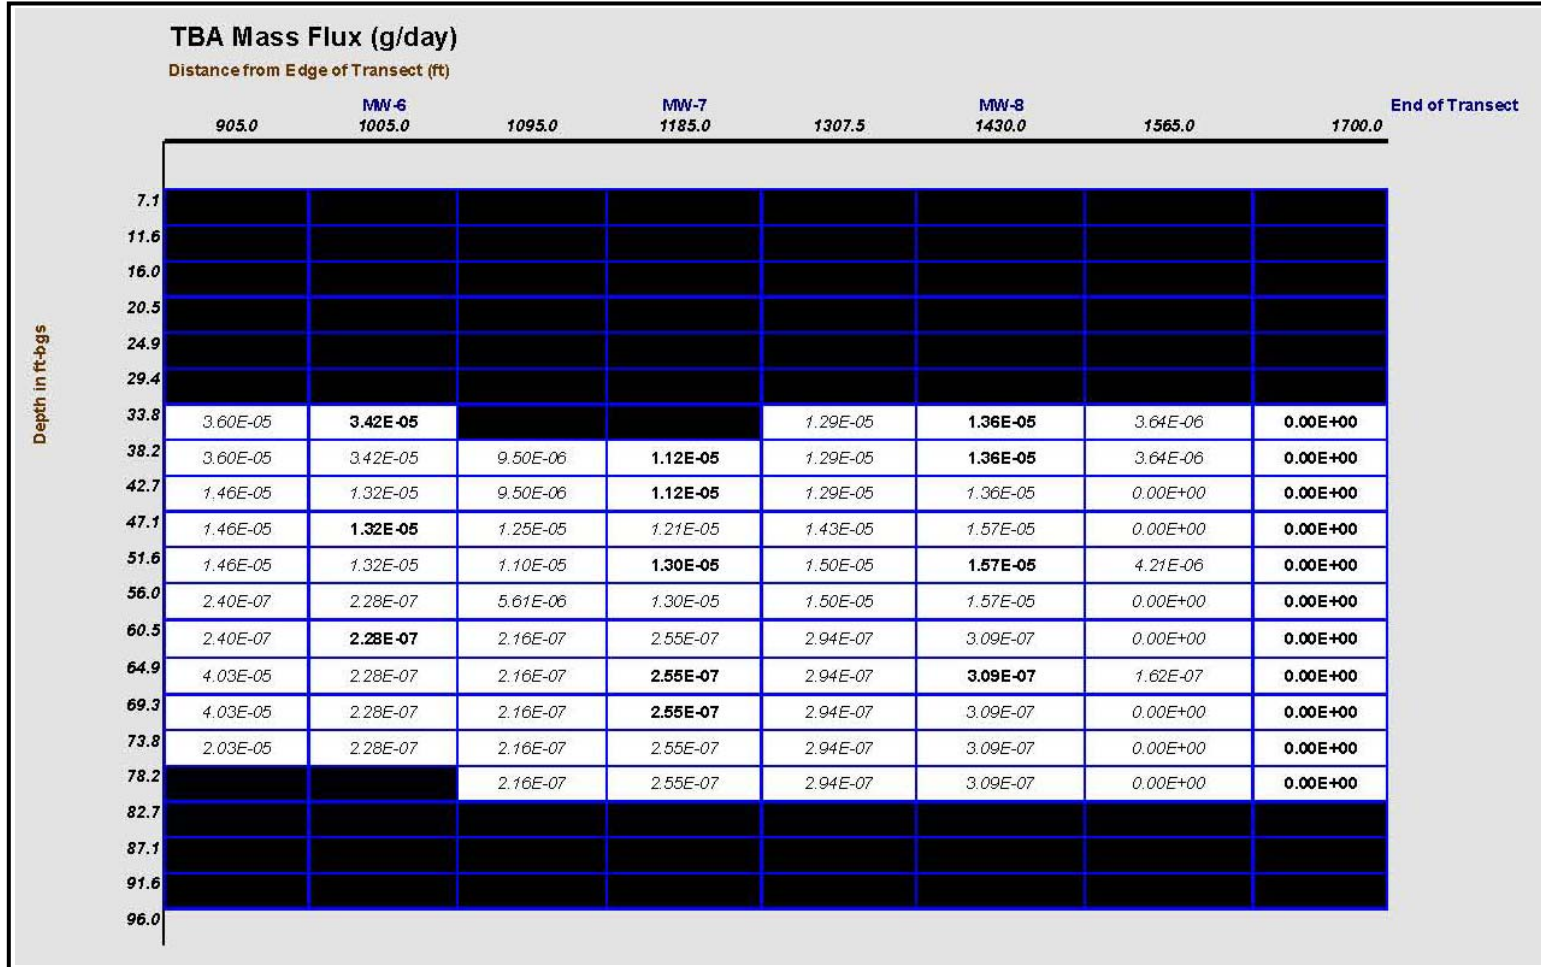 TBA Mass Flux (g/day)
Distance from Edge of Transect (ft)
MW-6 MW-7 MW-8 End of Transect
905.0 1005.0 1095.0 1185.0 1307.5 1430.0 1565.0 1700.0
Depth in ft-bgs
7.1
11.6
16.0
20.5
24.9
29.4
33.8
3.60E-05 3.42E-05 1.29E-05 1.36E-05 3.64E-06 0.00E+00
38.2
3.60E-05 3.42E-05 9.50E-06 1.12E-05 1.29E-05 1.36E-05 3.64E-06 0.00E+00
42.7
1.46E-05 1.32E-05 9.50E-06 1.12E-05 1.29E-05 1.36E-05 0.00E+00 0.00E+00
47.1
1.46E-05 1.32E-05 1.25E-05 1.21E-05 1.43E-05 1.57E-05 0.00E+00 0.00E+00
51.6
1.46E-05 1.32E-05 1.10E-05 1.30E-05 1.50E-05 1.57E-05 4.21E-06 0.00E+00
56.0
2.40E-07 2.28E-07 5.61E-06 1.30E-05 1.50E-05 1.57E-05 0.00E+00 0.00E+00
60.5
2.40E-07 2.28E-07 2.16E-07 2.55E-07 2.94E-07 3.09E-07 0.00E+00 0.00E+00
64.9
4.03E-05 2.28E-07 2.16E-07 2.55E-07 2.94E-07 3.09E-07 1.62E-07 0.00E+00
69.3
4.03E-05 2.28E-07 2.16E-07 2.55E-07 2.94E-07 3.09E-07 0.00E+00 0.00E+00
73.8
2.03E-05 2.28E-07 2.16E-07 2.55E-07 2.94E-07 3.09E-07 0.00E+00 0.00E+00
78.2
2.16E-07 2.55E-07 2.94E-07 3.09E-07 0.00E+00 0.00E+00
82.7
87.1
91.6
96.0